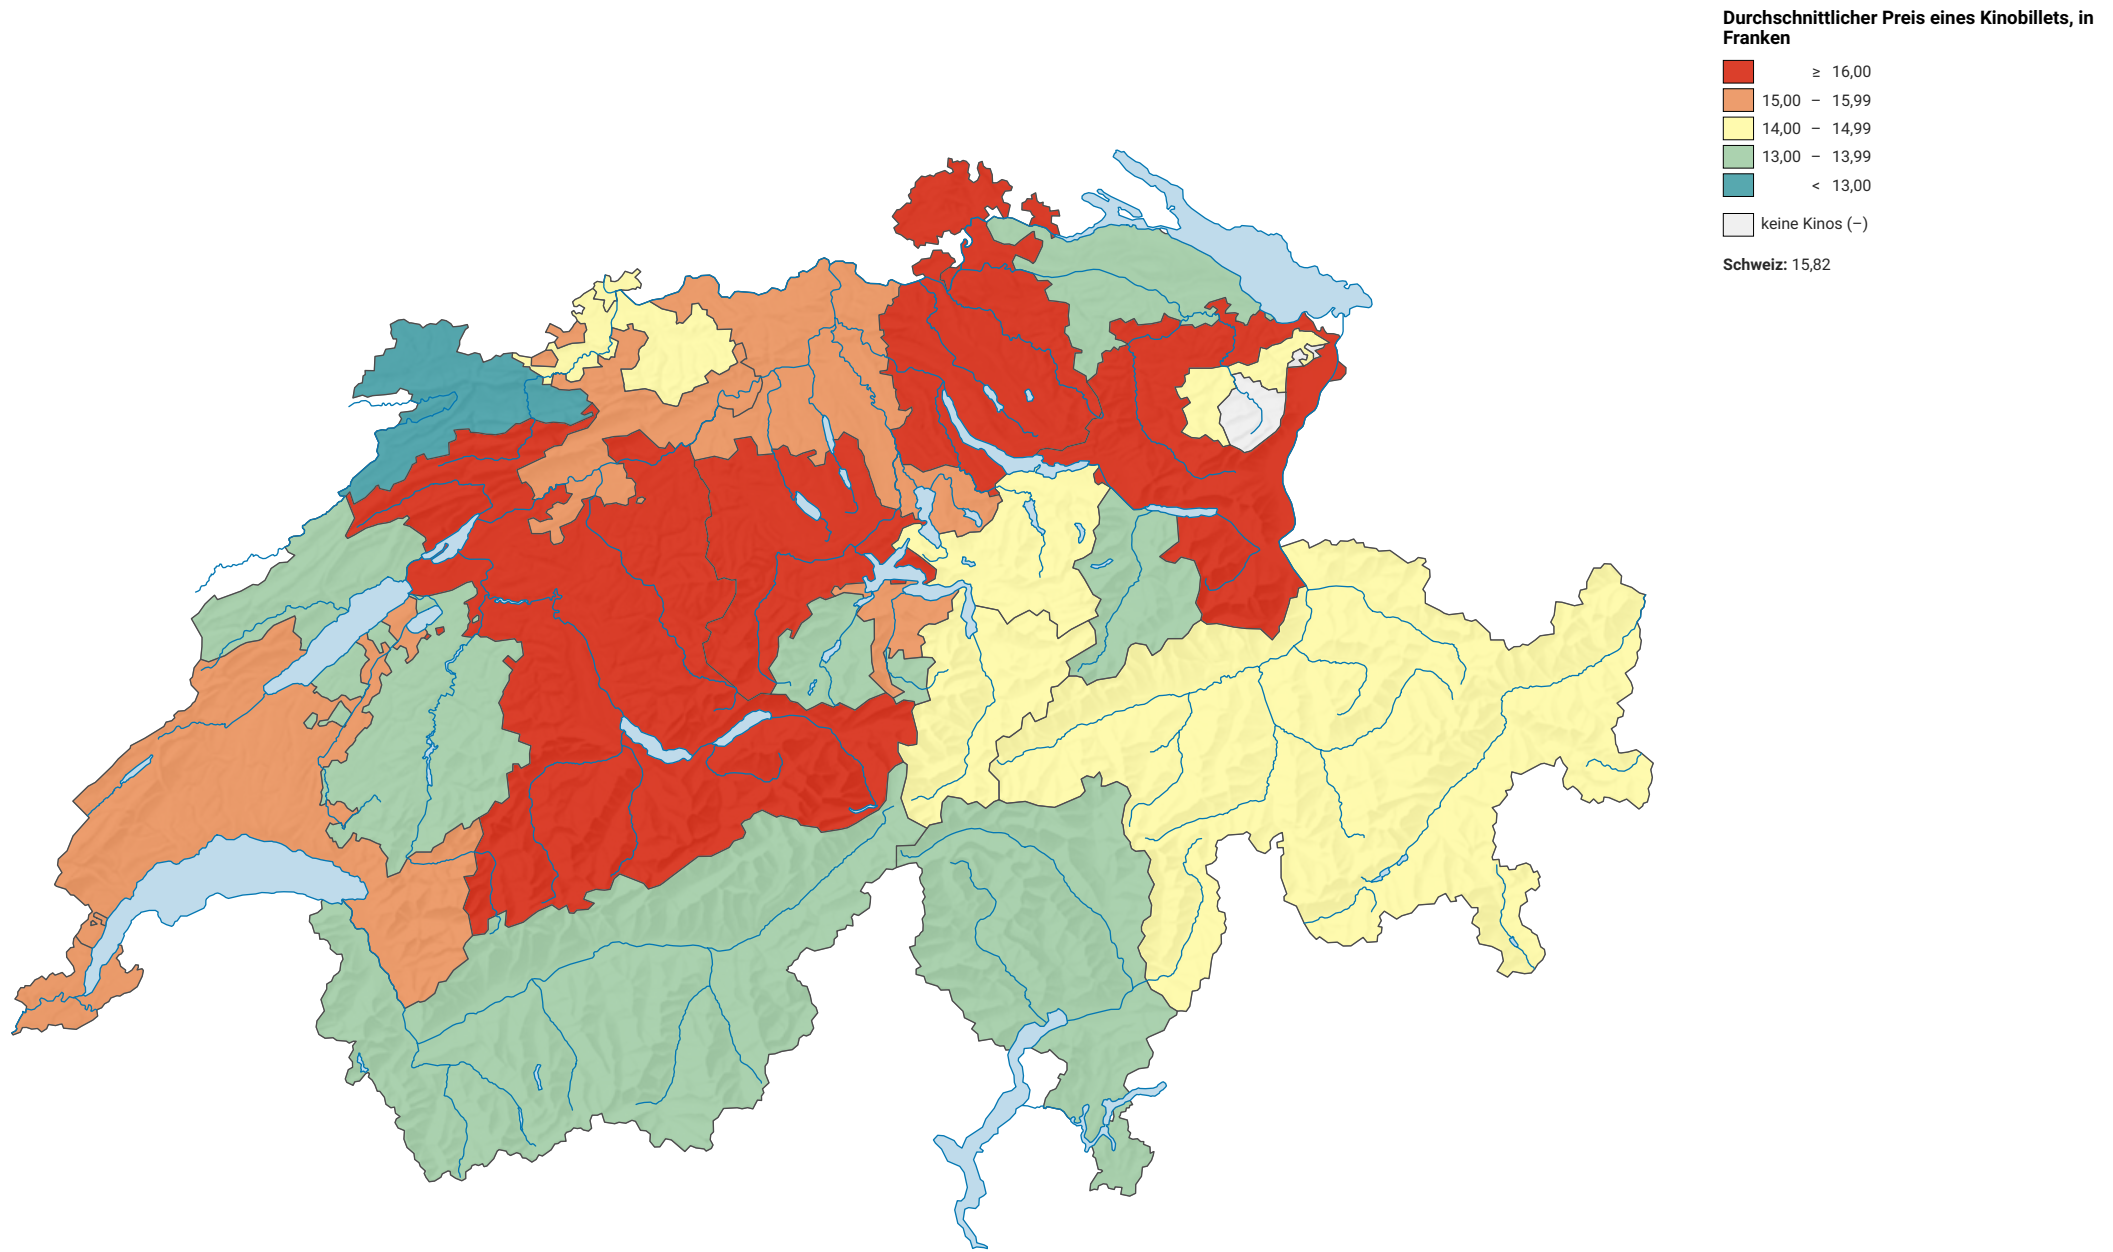 Durchschnittlicher Preis eines Kinobillets, in
Franken
≥ 16,00
15,00 – 15,99
14,00 – 14,99
13,00 – 13,99
< 13,00
keine Kinos (–)
Schweiz: 15,82